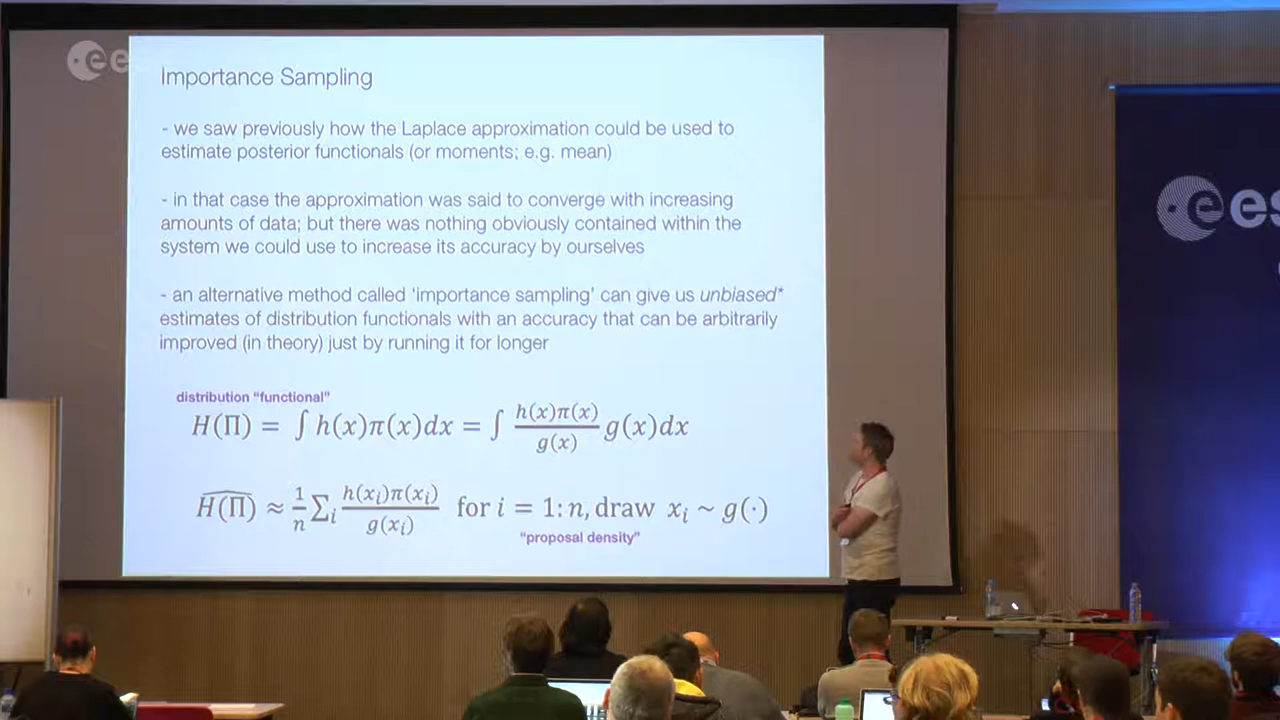 ees
Importance Sampling
- we saw previously how the Laplace approximation could be used to
estimate posterior functionals (or moments; e.g. mean)
- in that case the approximation was said to converge with increasing
amounts of data; but there was nothing obviously contained within the
system we could use to increase its accuracy by ourselves
- an alternative method called 'importance sampling' can give us unbiased*
estimates of distribution functionals with an accuracy that can be arbitrarily
improved (in theory) just by running it for longer
distribution "functional"
H(Π) = ∫ h(x)π(x)dx = ∫ h(x)π(x)/g(x) g(x)dx
Ĥ(Π) ≈ 1/n ∑ᵢ h(xᵢ)π(xᵢ)/g(xᵢ) for i = 1: n, draw xᵢ ~ g(·)
"proposal density"
es